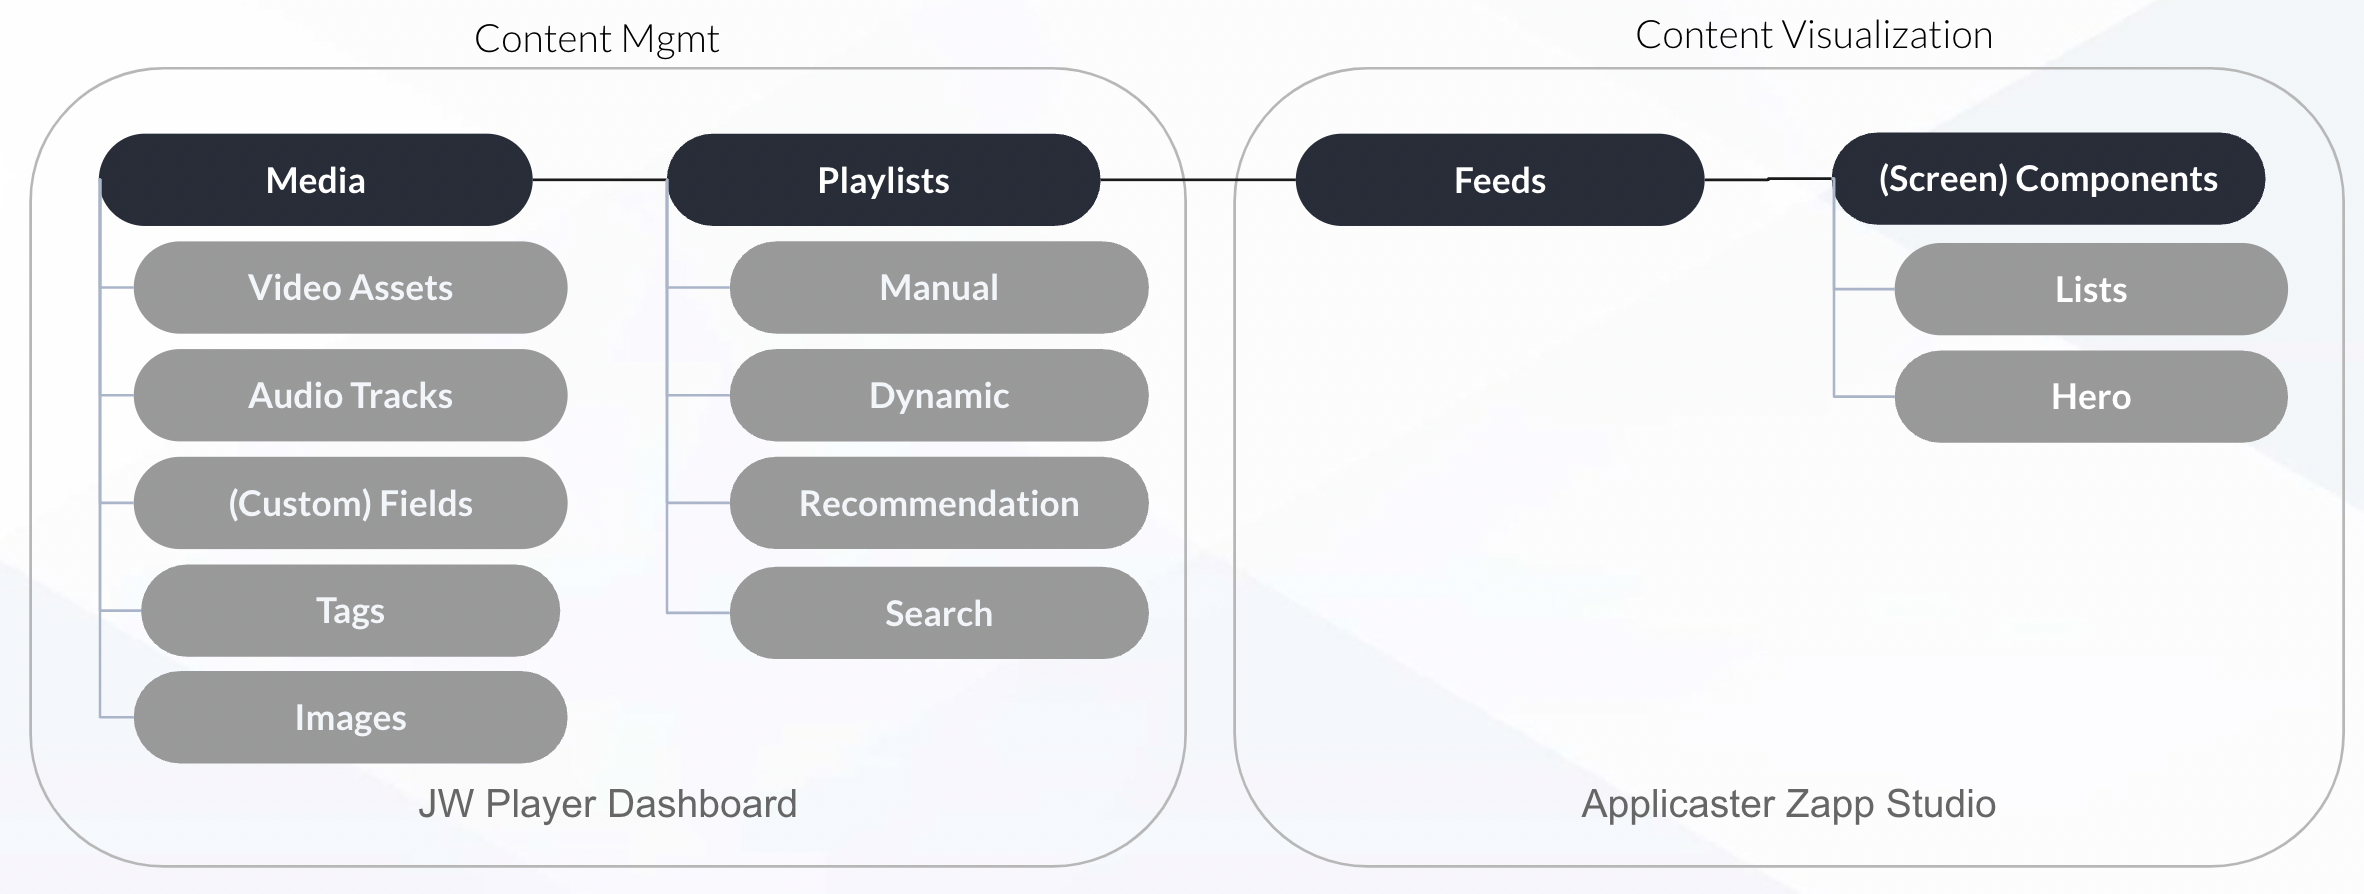 Content Mgmt
Media
Video Assets
Audio Tracks
(Custom) Fields
Tags
Images
Playlists
Manual
Dynamic
Recommendation
Search
JW Player Dashboard
Content Visualization
Feeds
(Screen) Components
Lists
Hero
Applicaster Zapp Studio